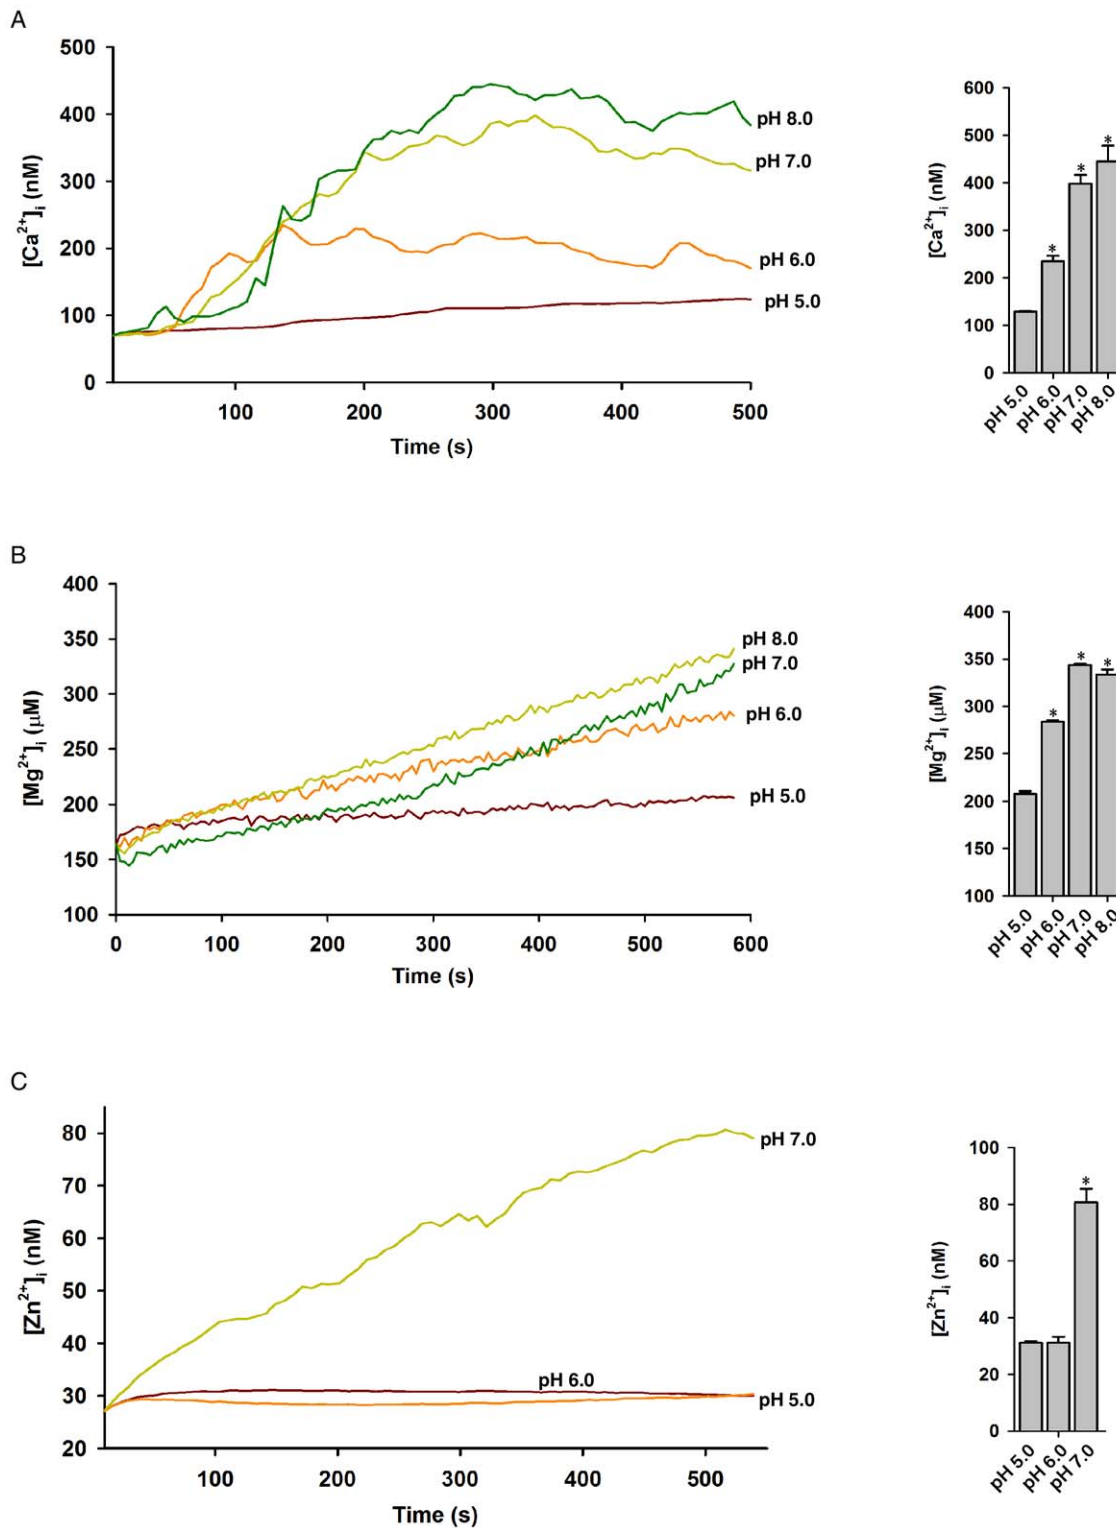 A
500
400
300
200
100
0
[Ca²⁺]ᵢ (nM)
100 200 300 400 500
Time (s)
pH 8.0
pH 7.0
pH 6.0
pH 5.0
600
500
400
300
200
100
0
[Ca²⁺]ᵢ (nM)
* * *
pH 5.0 pH 6.0 pH 7.0 pH 8.0
B
400
350
300
250
200
150
100
[Mg²⁺]ᵢ (μM)
0 100 200 300 400 500 600
Time (s)
pH 8.0
pH 7.0
pH 6.0
pH 5.0
400
350
300
250
200
150
100
[Mg²⁺]ᵢ (μM)
* * *
pH 5.0 pH 6.0 pH 7.0 pH 8.0
C
80
70
60
50
40
30
20
[Zn²⁺]ᵢ (nM)
100 200 300 400 500
Time (s)
pH 7.0
pH 6.0
pH 5.0
100
80
60
40
20
0
[Zn²⁺]ᵢ (nM)
*
pH 5.0 pH 6.0 pH 7.0